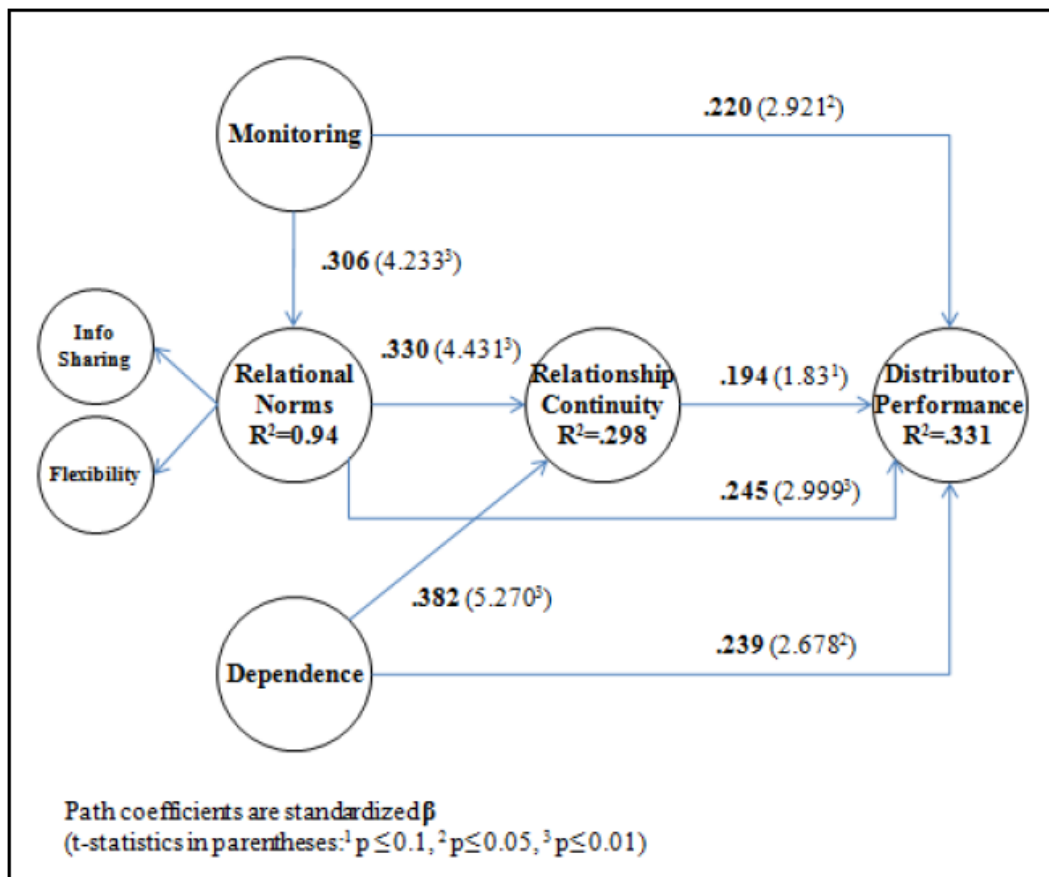 .220 (2.921²)
Monitoring
.306 (4.233³)
Info
Sharing
Flexibility
Relational
Norms
R²=0.94
.330 (4.431³)
Relationship
Continuity
R²=.298
.194 (1.83¹)
Distributor
Performance
R²=.331
.245 (2.999³)
.382 (5.270³)
Dependence
.239 (2.678²)
Path coefficients are standardized β
(t-statistics in parentheses:¹ p ≤0.1, ² p≤0.05, ³ p≤0.01)